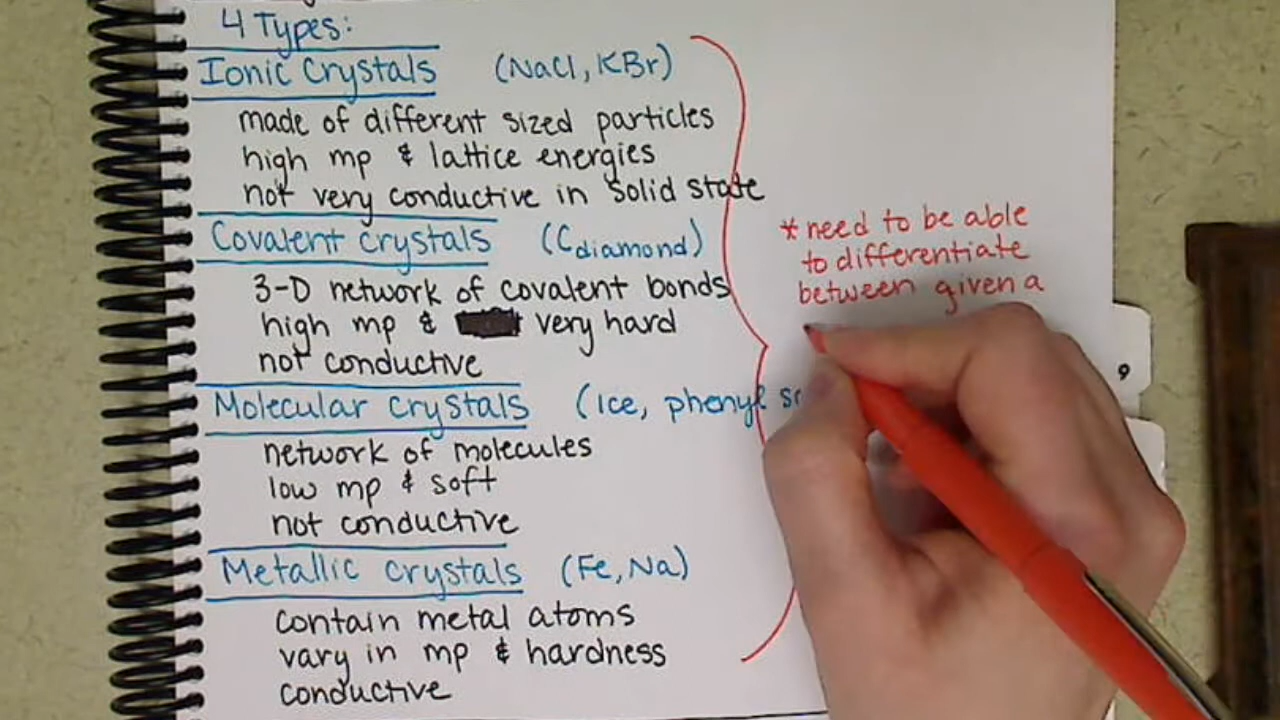 4 Types:
Ionic Crystals (NaCl, KBr)
made of different sized particles
high mp & lattice energies
not very conductive in solid state
Covalent crystals (Cdiamond)
3-D network of covalent bonds
high mp & very hard
not conductive
Molecular crystals (Ice, phenyl
network of molecules
low mp & soft
not conductive
Metallic crystals (Fe, Na)
contain metal atoms
vary in mp & hardness
conductive
*need to be able
to differentiate
between given a
9